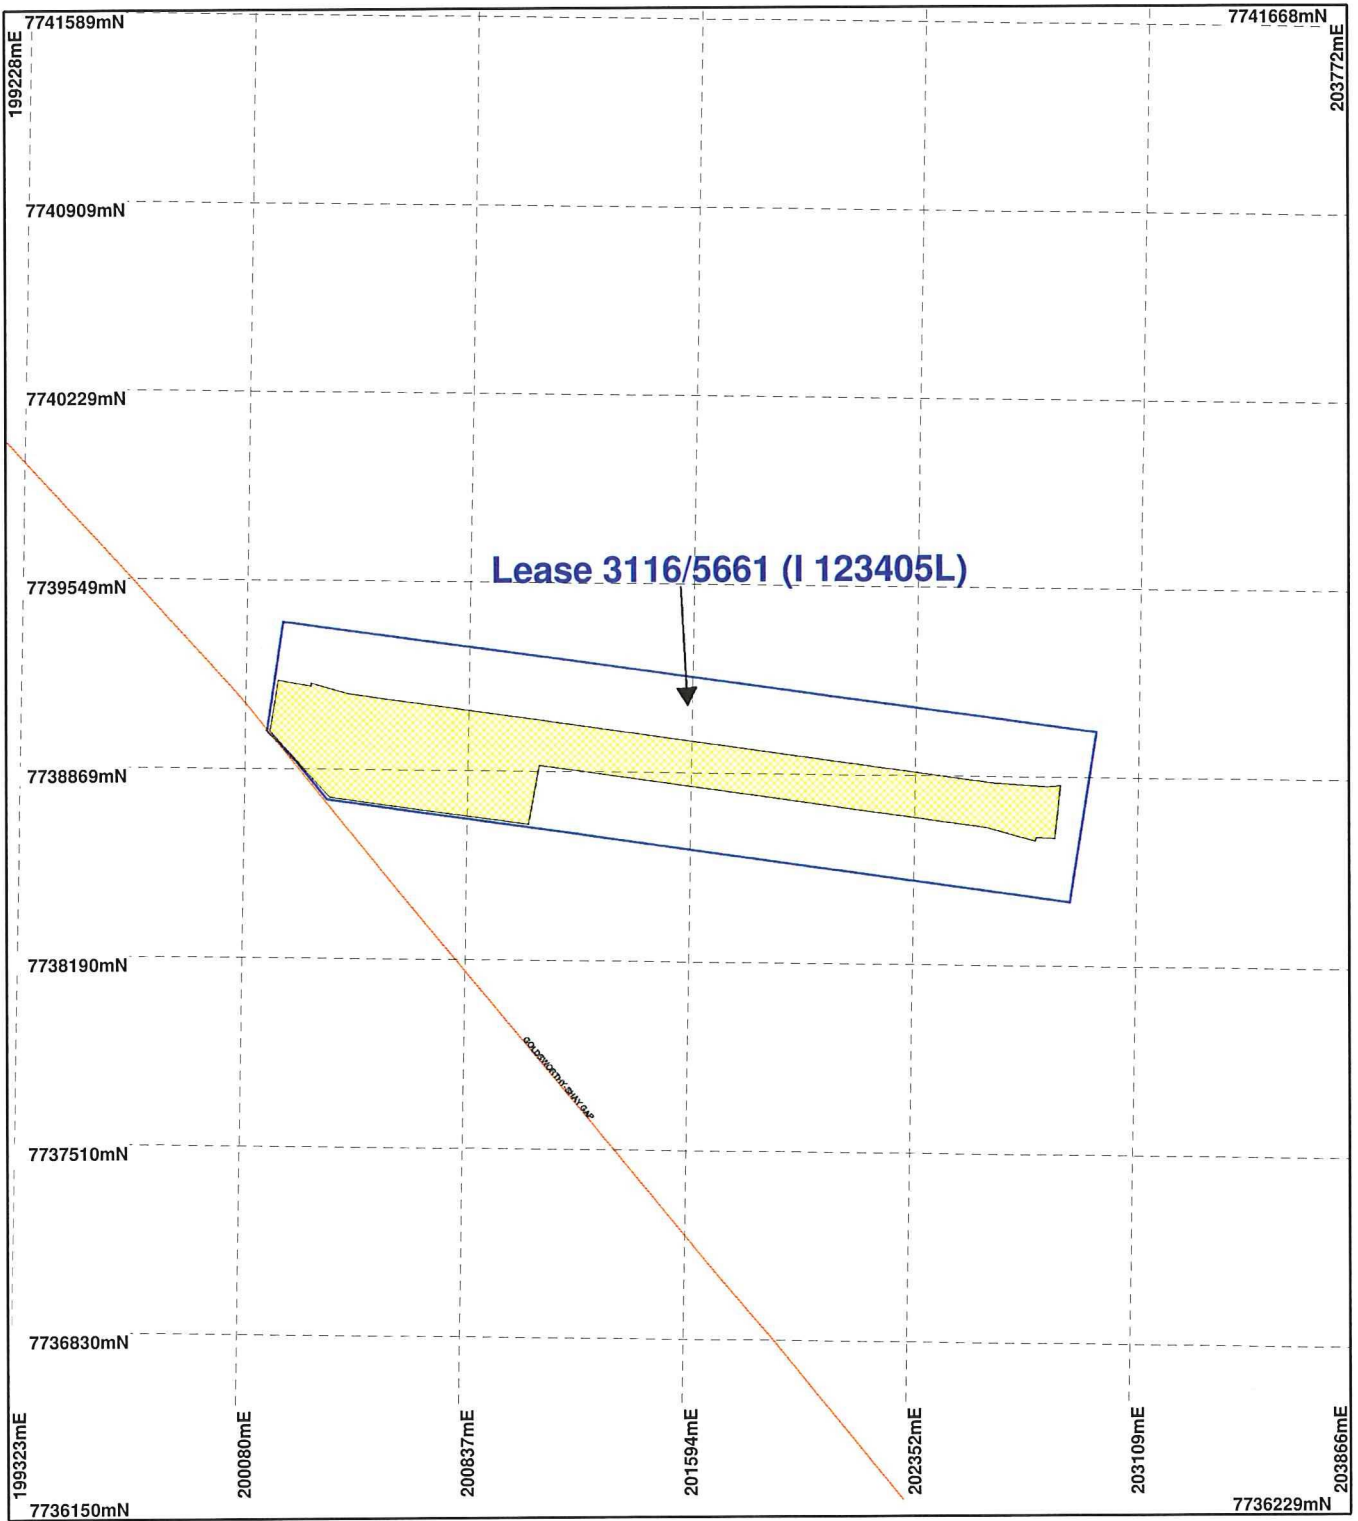 7741589mN
7741668mN
199228mE
203772mE
7740909mN
7740229mN
Lease 3116/5661 (I 123405L)
7739549mN
7738869mN
7738190mN
GOLDSWORTHY-SHAY GAP
7737510mN
7736830mN
199323mE
200080mE
200837mE
201594mE
202352mE
203109mE
203866mE
7736150mN
7736229mN